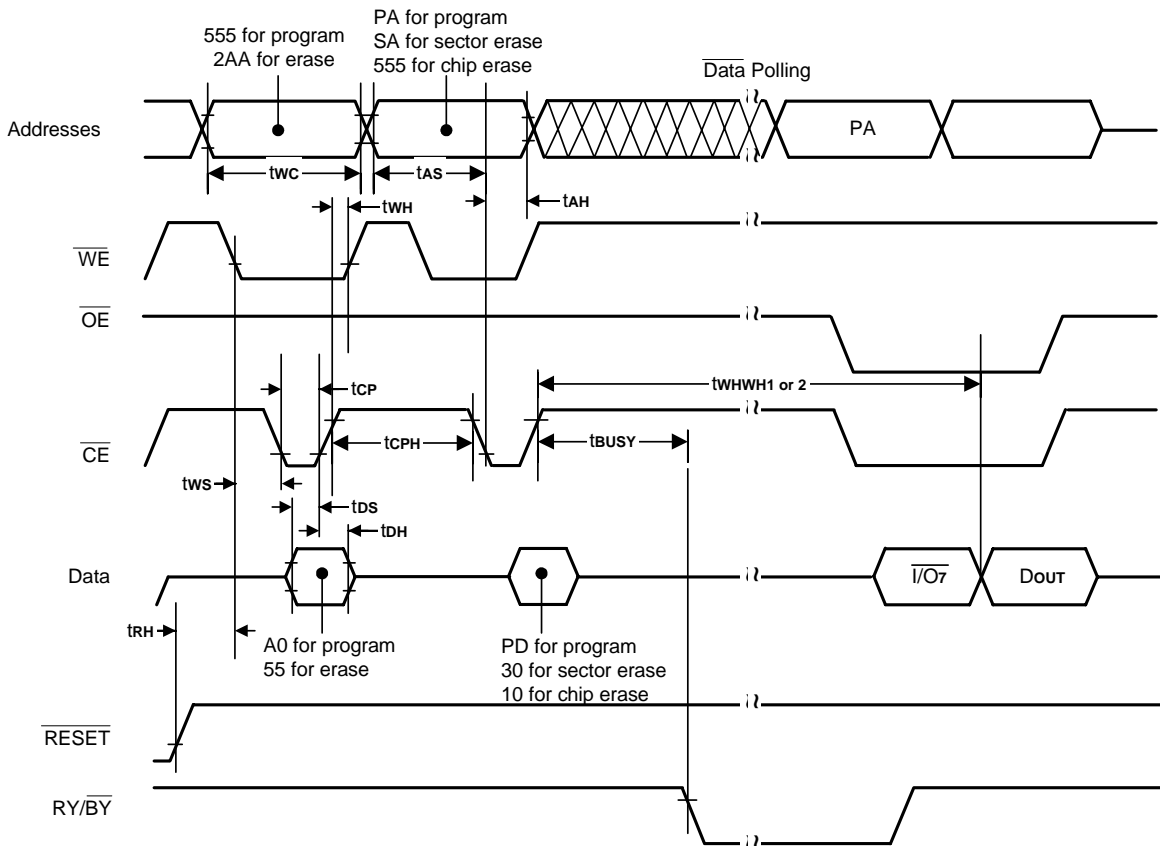 555 for program
2AA for erase
PA for program
SA for sector erase
555 for chip erase
Data Polling
Addresses
PA
tWC
tAS
tWH
tAH
WE
OE
tCP
tWHWH1 or 2
tCPH
tBUSY
CE
tWS
tDS
tDH
Data
I/O7
DOUT
tRH
A0 for program
55 for erase
PD for program
30 for sector erase
10 for chip erase
RESET
RY/BY